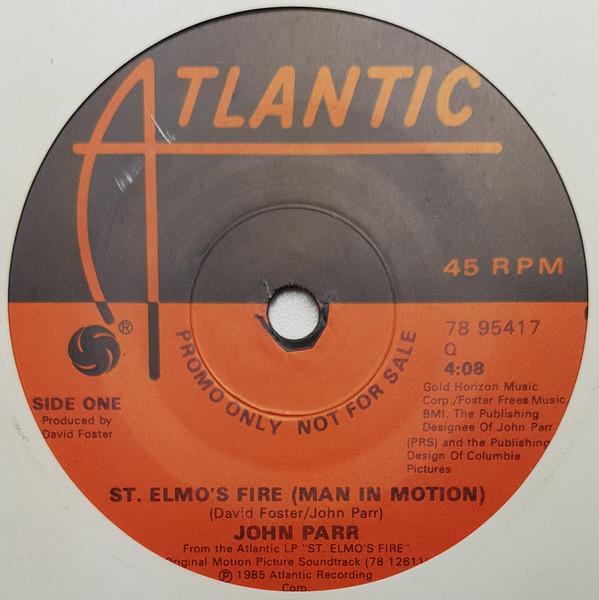 ATLANTIC
45 RPM
®
78 95417
Q
4:08
Gold Horizon Music
Corp./Foster Frees Music,
BMI. The Publishing
Designee Of John Parr
(PRS) and the Publishing
Design Of Columbia
Pictures
PROMO ONLY NOT FOR SALE
SIDE ONE
Produced by
David Foster
ST. ELMO'S FIRE (MAN IN MOTION)
(David Foster/John Parr)
JOHN PARR
From the Atlantic LP "ST. ELMO'S FIRE"
Original Motion Picture Soundtrack (78 12611)
℗ 1985 Atlantic Recording
Corp.